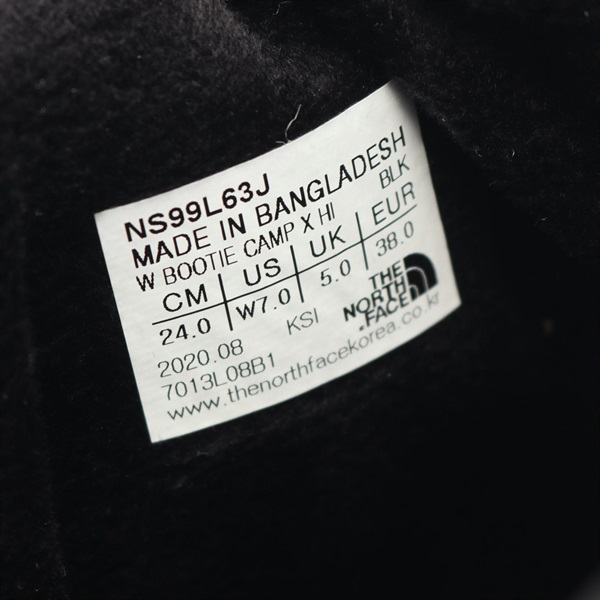 NS99L63J
MADE IN BANGLADESH
W BOOTIE CAMP X HI BLK
CM US UK EUR
24.0 W7.0 5.0 38.0
2020.08 KSI
7013L08B1
THE
NORTH
FACE
www.thenorthfacekorea.co.kr